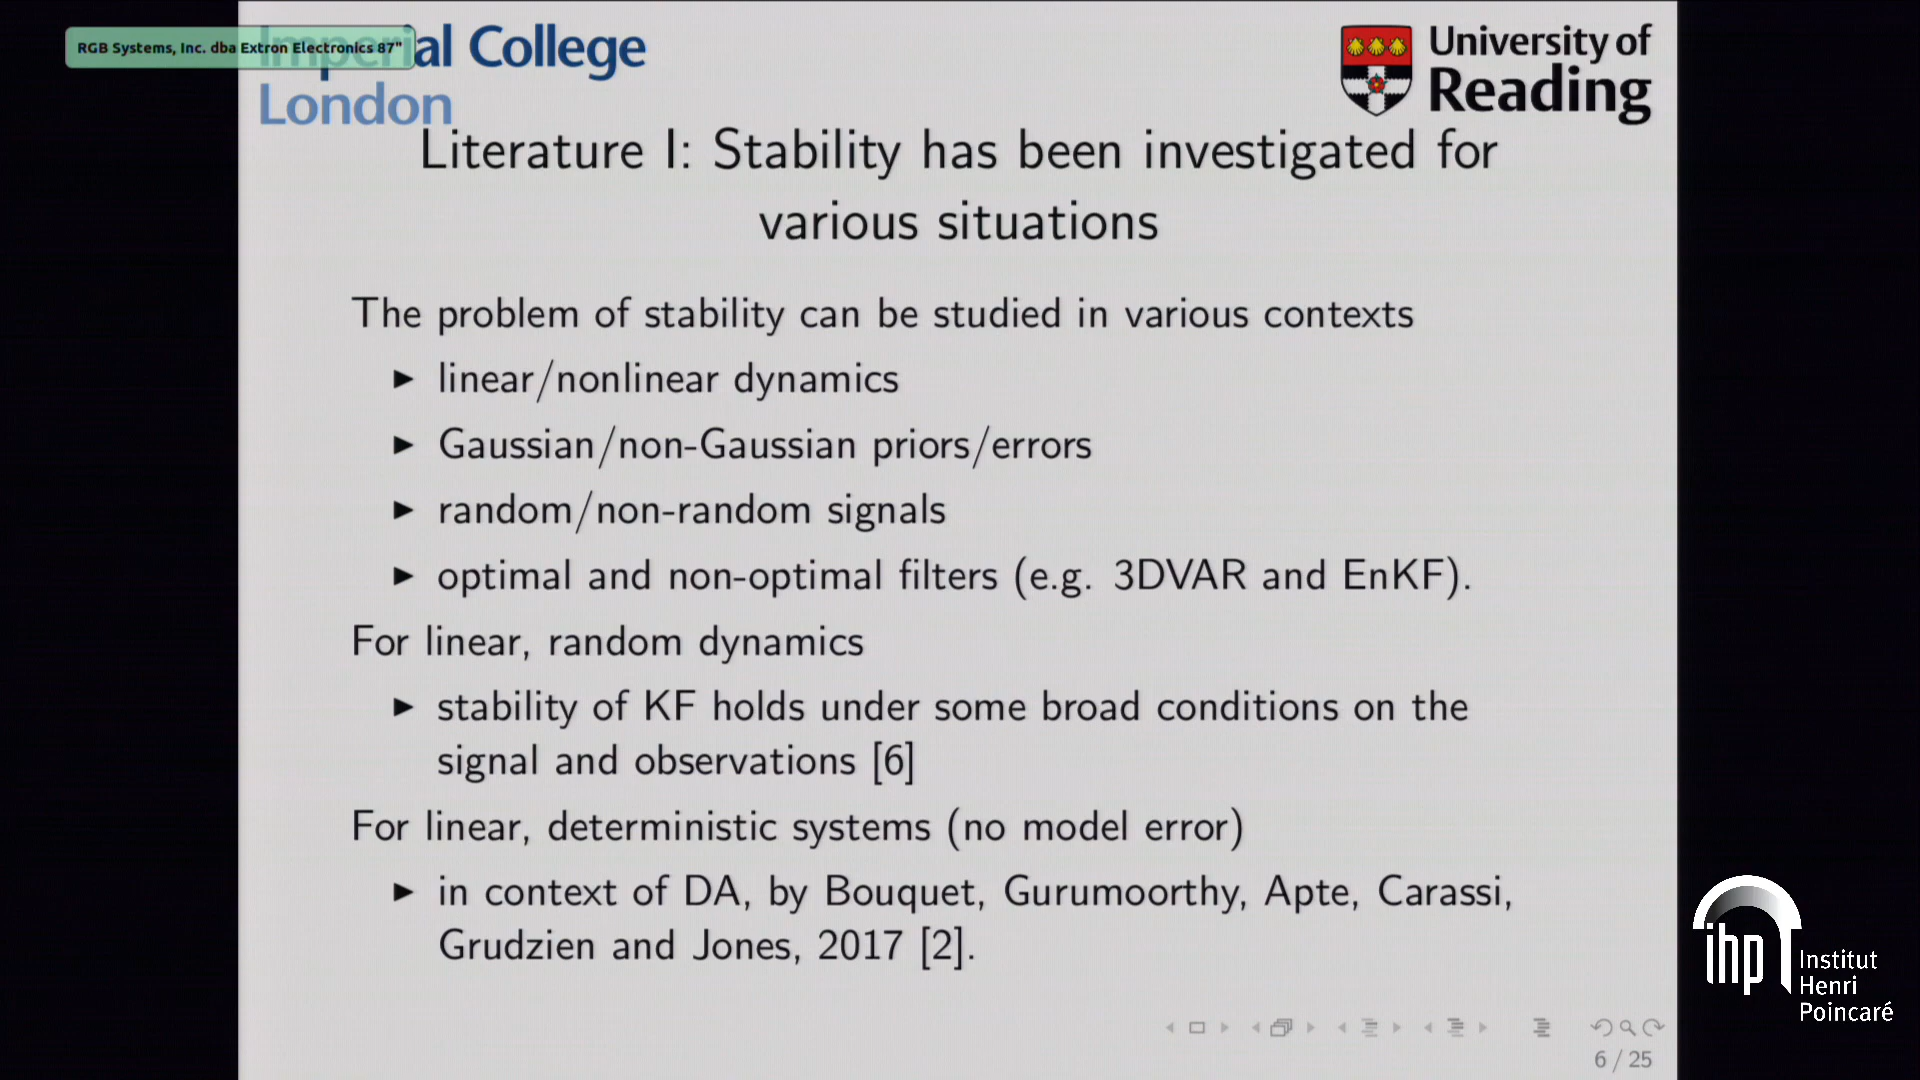 RGB Systems, Inc. dba Extron Electronics 87"
Imperial College
London
University of
Reading
Literature I: Stability has been investigated for
various situations
The problem of stability can be studied in various contexts
► linear/nonlinear dynamics
► Gaussian/non-Gaussian priors/errors
► random/non-random signals
► optimal and non-optimal filters (e.g. 3DVAR and EnKF).
For linear, random dynamics
► stability of KF holds under some broad conditions on the
signal and observations [6]
For linear, deterministic systems (no model error)
► in context of DA, by Bouquet, Gurumoorthy, Apte, Carassi,
Grudzien and Jones, 2017 [2].
6 / 25
ihp
Institut
Henri
Poincaré